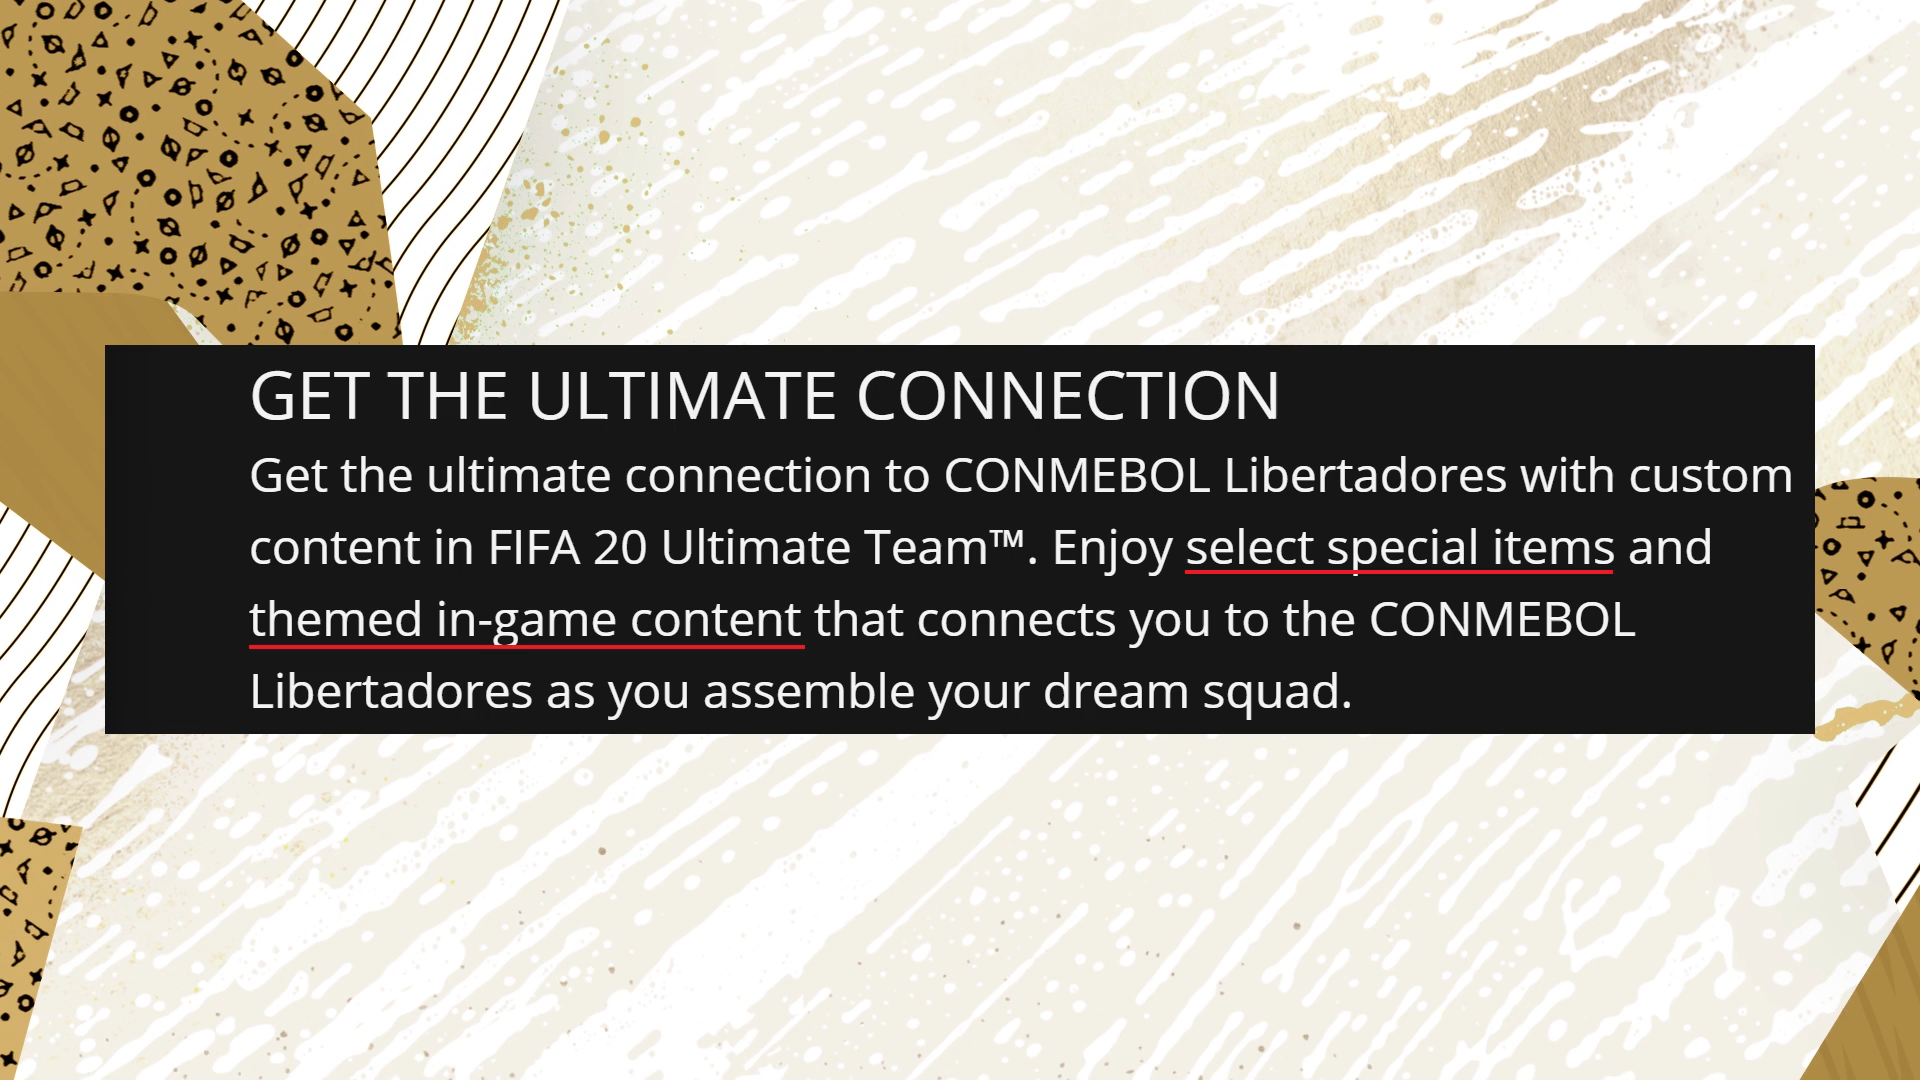 GET THE ULTIMATE CONNECTION
Get the ultimate connection to CONMEBOL Libertadores with custom
content in FIFA 20 Ultimate Team™. Enjoy select special items and
themed in-game content that connects you to the CONMEBOL
Libertadores as you assemble your dream squad.